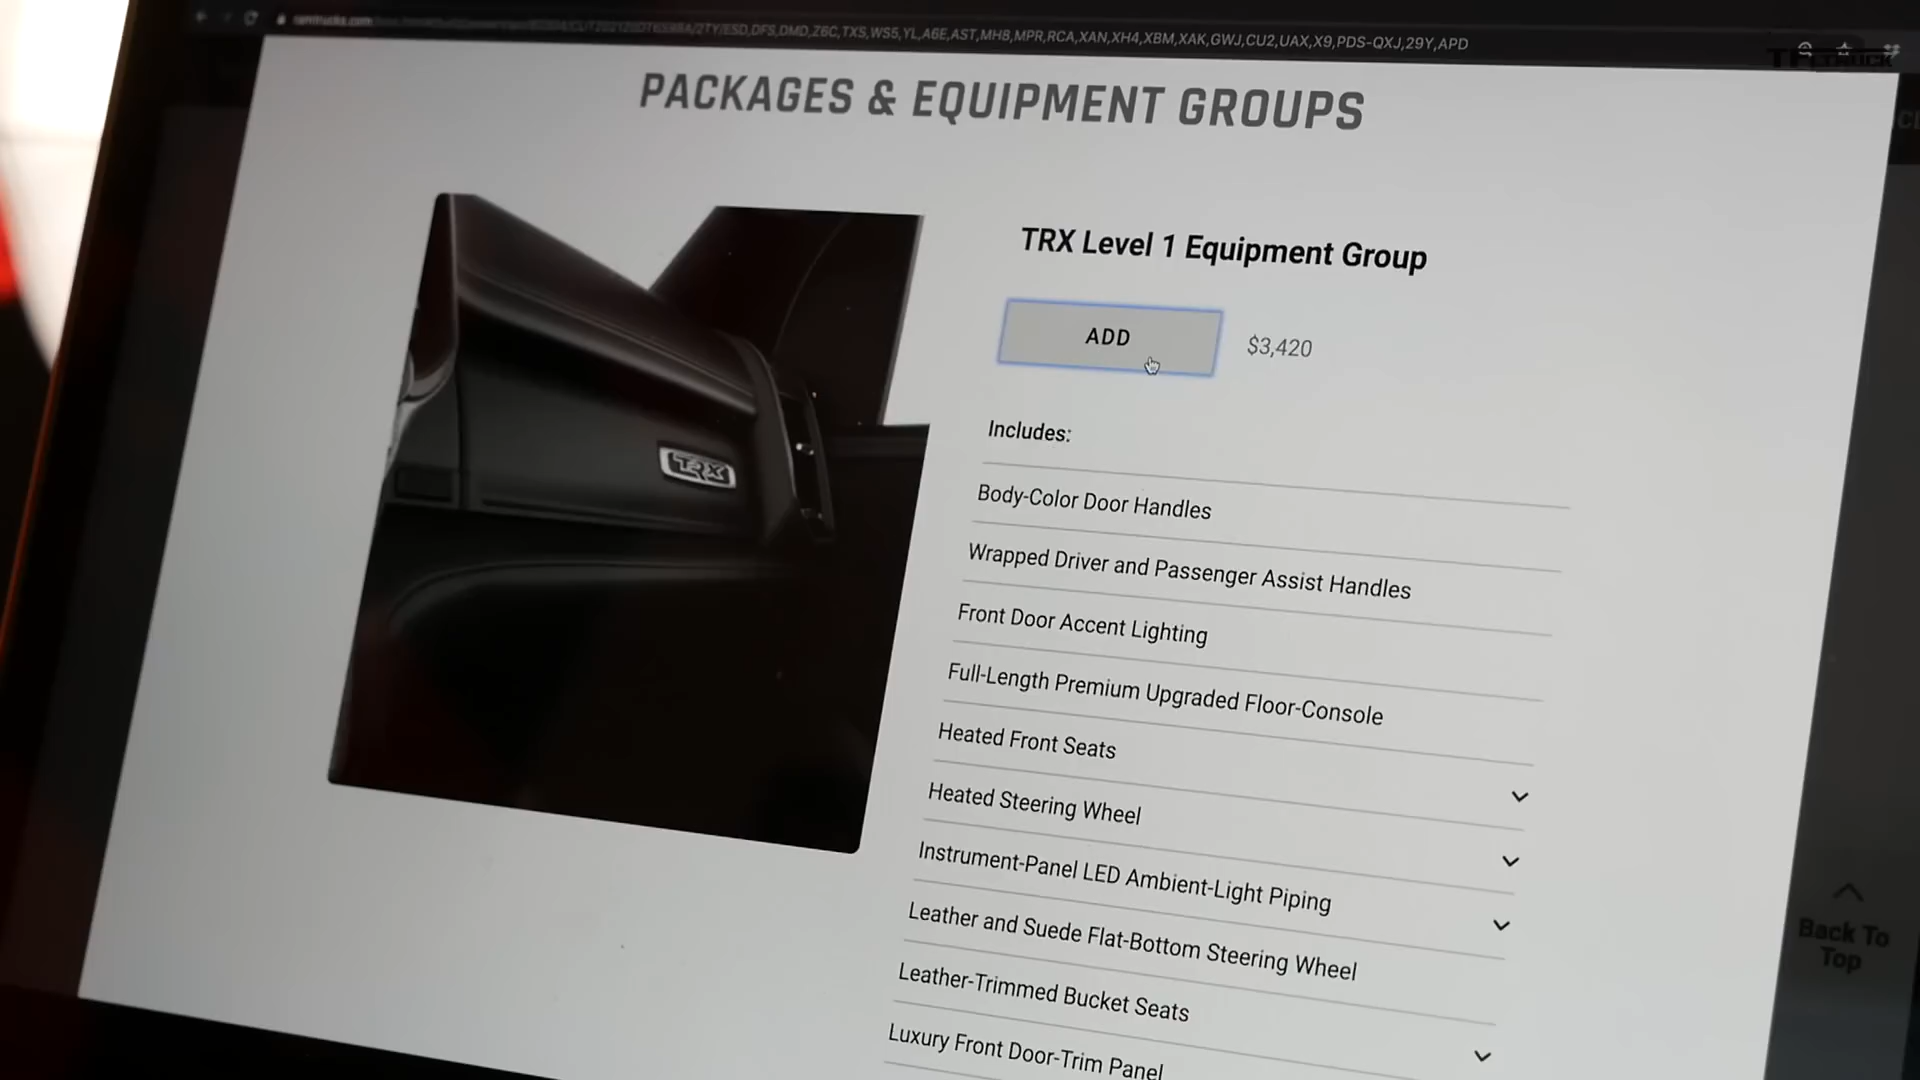 TFLTRUCK
PACKAGES & EQUIPMENT GROUPS
TRX Level 1 Equipment Group
ADD
$3,420
TRX
Includes:
Body-Color Door Handles
Wrapped Driver and Passenger Assist Handles
Front Door Accent Lighting
Full-Length Premium Upgraded Floor-Console
Heated Front Seats
Heated Steering Wheel
Instrument-Panel LED Ambient-Light Piping
Leather and Suede Flat-Bottom Steering Wheel
Leather-Trimmed Bucket Seats
Luxury Front Door-Trim Panel
Back To
Top